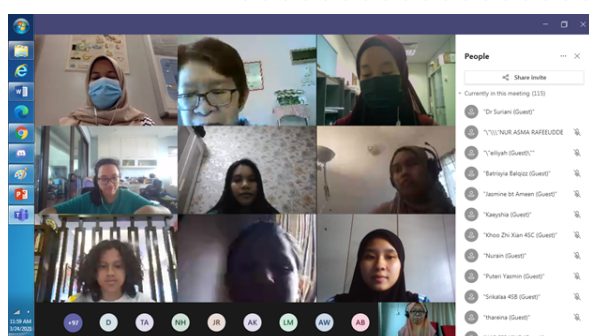 People
Share Invite
Currently in this meeting (115)
"Dr Suriani (Guest)"
"\"\\\"NUR ASMA RAFEEUDDE
"\"eiliyah (Guest)\""
"Batrisyia Balqizz (Guest)"
"Jasmine bt Ameen (Guest)"
"Kaeyshia (Guest)"
"Khoo Zhi Xian 4SC (Guest)"
"Nurain (Guest)"
"Puteri Yasmin (Guest)"
"Srikalaa 4SB (Guest)"
"thareina (Guest)"
+97 D TA NH JR AK LM AW AB
11:59 AM
3/24/2021